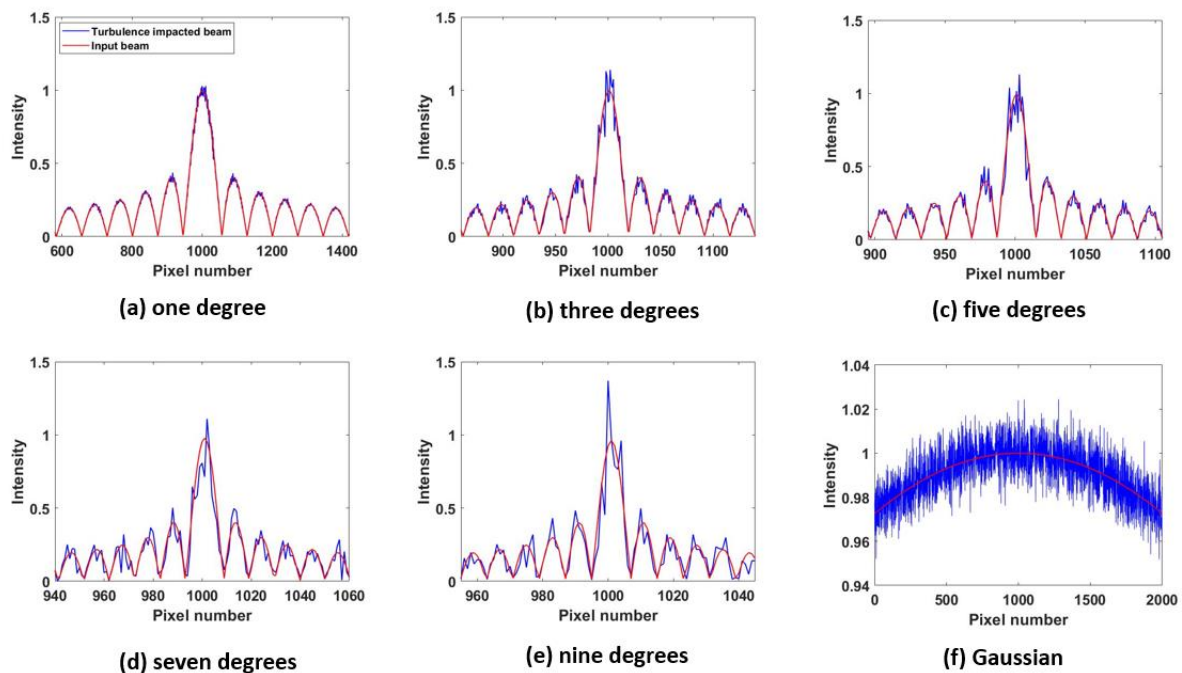 1.5
1
0.5
0
Intensity
Turbulence impacted beam
Input beam
600 800 1000 1200 1400
Pixel number
(a) one degree
1.5
1
0.5
0
Intensity
900 950 1000 1050 1100
Pixel number
(b) three degrees
1.5
1
0.5
0
Intensity
900 950 1000 1050 1100
Pixel number
(c) five degrees
1.5
1
0.5
0
Intensity
940 960 980 1000 1020 1040 1060
Pixel number
(d) seven degrees
1.5
1
0.5
0
Intensity
960 980 1000 1020 1040
Pixel number
(e) nine degrees
1.04
1.02
1
0.98
0.96
0.94
Intensity
0 500 1000 1500 2000
Pixel number
(f) Gaussian